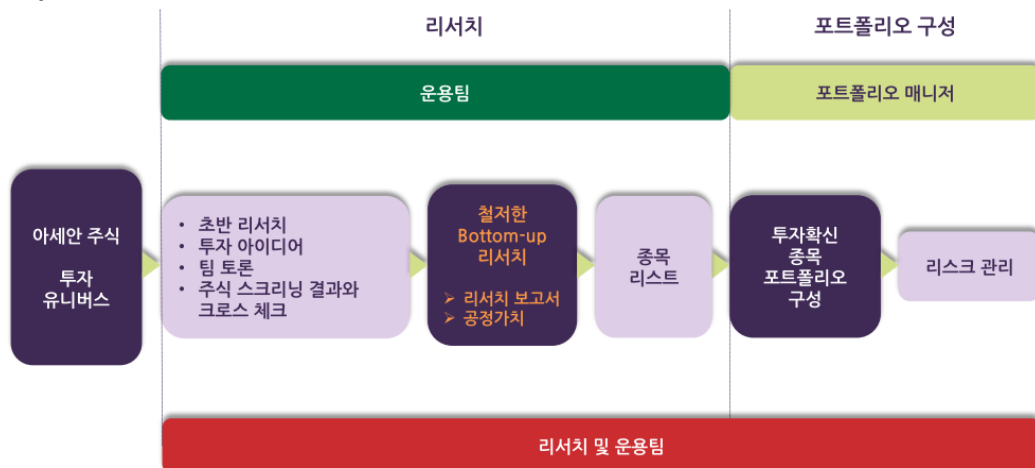 리서치
포트폴리오 구성
운용팀
포트폴리오 매니저
아세안 주식
투자
유니버스
• 초반 리서치
• 투자 아이디어
• 팀 토론
• 주식 스크리닝 결과와
크로스 체크
철저한
Bottom-up
리서치
➢ 리서치 보고서
➢ 공정가치
종목
리스트
투자확신
종목
포트폴리오
구성
리스크 관리
리서치 및 운용팀